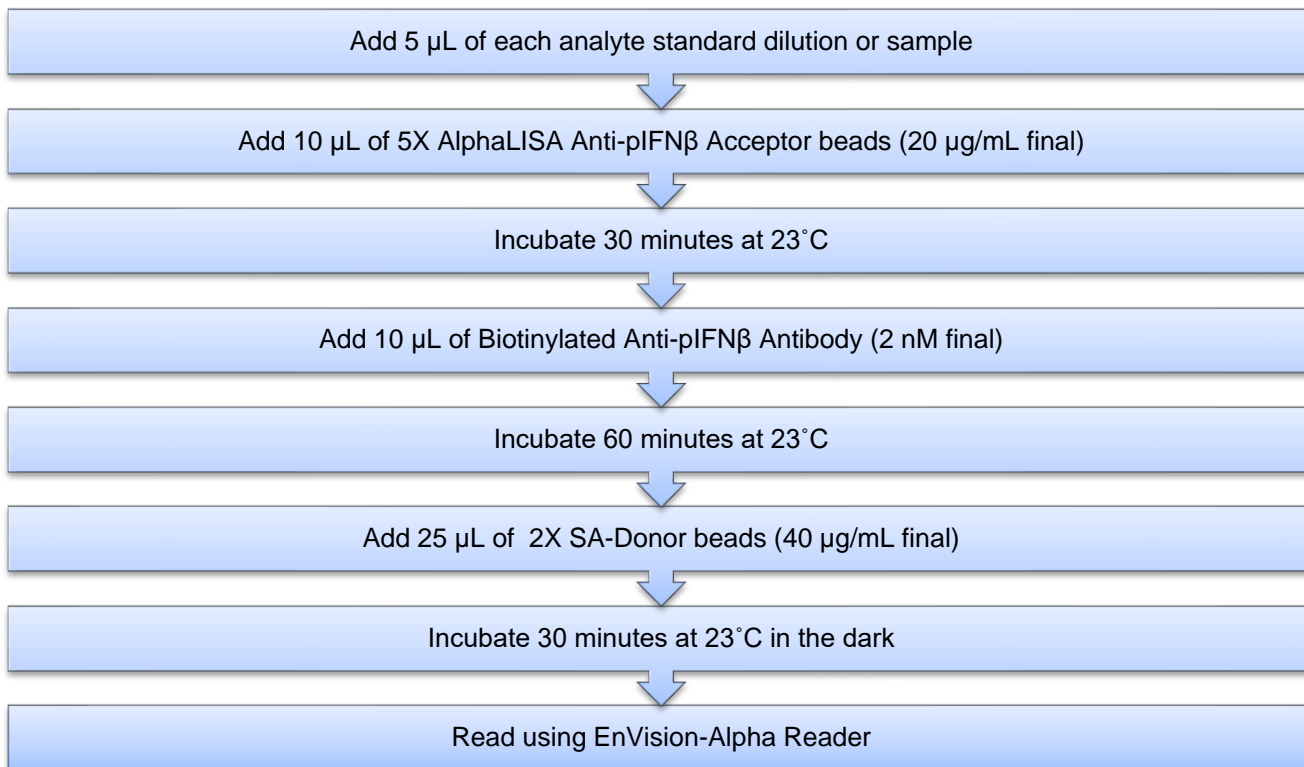 Add 5 µL of each analyte standard dilution or sample
Add 10 µL of 5X AlphaLISA Anti-pIFNβ Acceptor beads (20 µg/mL final)
Incubate 30 minutes at 23˚C
Add 10 µL of Biotinylated Anti-pIFNβ Antibody (2 nM final)
Incubate 60 minutes at 23˚C
Add 25 µL of  2X SA-Donor beads (40 µg/mL final)
Incubate 30 minutes at 23˚C in the dark
Read using EnVision-Alpha Reader